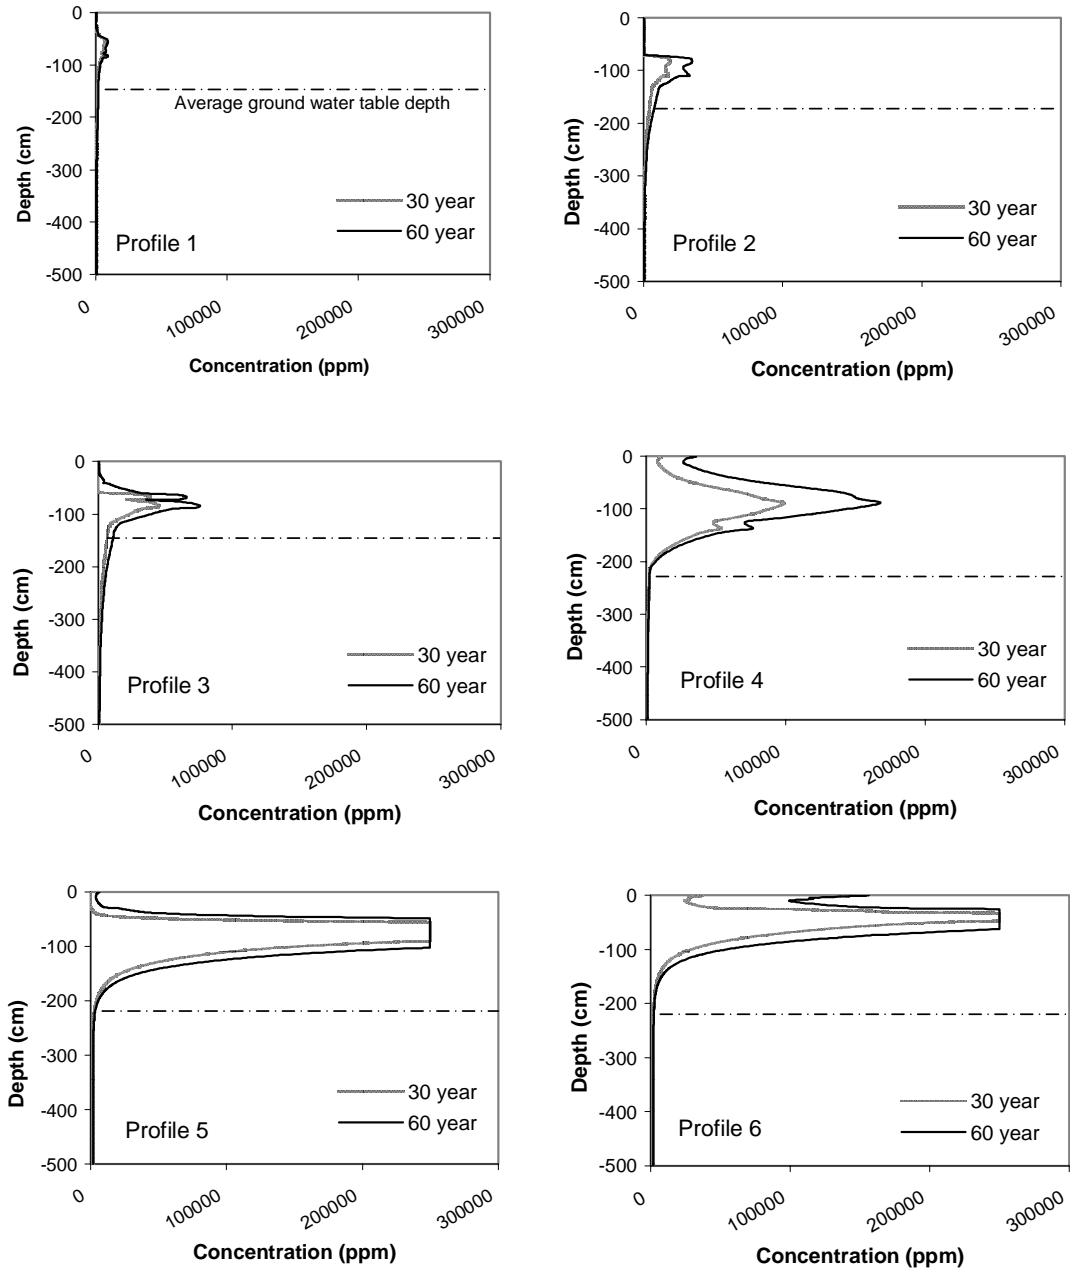 0
-100
-200
-300
-400
-500
Depth (cm)
Average ground water table depth
30 year
60 year
Profile 1
0
100000
200000
300000
Concentration (ppm)
0
-100
-200
-300
-400
-500
Depth (cm)
30 year
60 year
Profile 2
0
100000
200000
300000
Concentration (ppm)
0
-100
-200
-300
-400
-500
Depth (cm)
30 year
60 year
Profile 3
0
100000
200000
300000
Concentration (ppm)
0
-100
-200
-300
-400
-500
Depth (cm)
30 year
60 year
Profile 4
0
100000
200000
300000
Concentration (ppm)
0
-100
-200
-300
-400
-500
Depth (cm)
30 year
60 year
Profile 5
0
100000
200000
300000
Concentration (ppm)
0
-100
-200
-300
-400
-500
Depth (cm)
30 year
60 year
Profile 6
0
100000
200000
300000
Concentration (ppm)